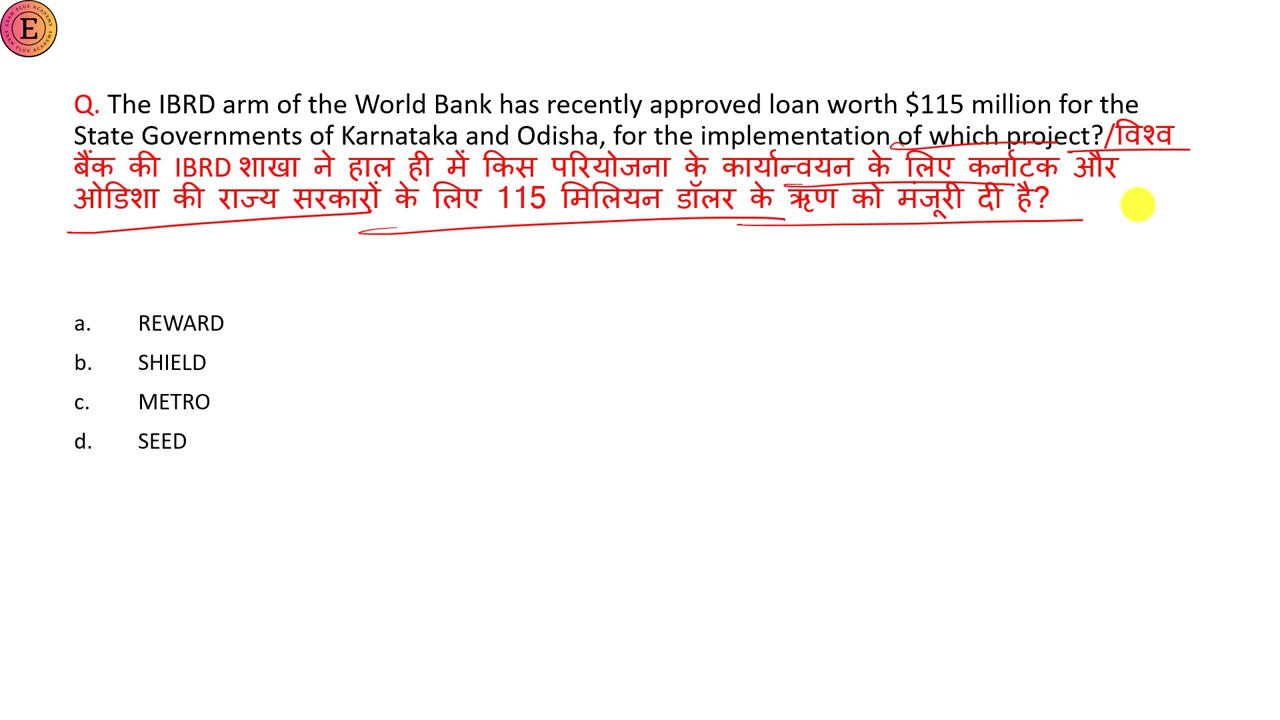 E
Q. The IBRD arm of the World Bank has recently approved loan worth $115 million for the
State Governments of Karnataka and Odisha, for the implementation of which project?/विश्व
बैंक की IBRD शाखा ने हाल ही में किस परियोजना के कार्यान्वयन के लिए कर्नाटक और
ओडिशा की राज्य सरकारों के लिए 115 मिलियन डॉलर के ऋण को मंजूरी दी है?
a. REWARD
b. SHIELD
c. METRO
d. SEED